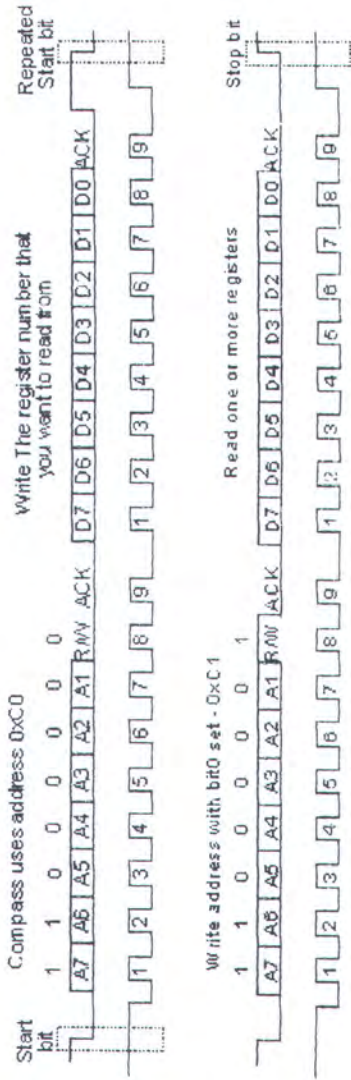 Start bit
Compass uses address 0xC0
Write The register number that
you want to read from
Repeated
Start bit
1 1 0 0 0 0 0 0
A7 A6 A5 A4 A3 A2 A1 R/W ACK D7 D6 D5 D4 D3 D2 D1 D0 ACK
1 2 3 4 5 6 7 8 9 1 2 3 4 5 6 7 8 9
Write address with bit0 set - 0xC1
Read one or more registers
Stop bit
1 1 0 0 0 0 0 1
A7 A6 A5 A4 A3 A2 A1 R/W ACK D7 D6 D5 D4 D3 D2 D1 D0 ACK
1 2 3 4 5 6 7 8 9 1 2 3 4 5 6 7 8 9